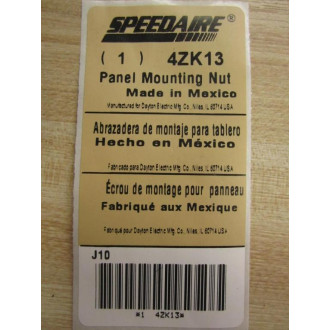 SPEEDAIRE
( 1 ) 4ZK13
Panel Mounting Nut
Made in Mexico
Manufactured for Dayton Electric Mfg. Co., Niles, IL 60714 USA
Abrazadera de montaje para tablero
Hecho en México
Fabricado para Dayton Electric Mfg. Co., Niles, IL 60714 USA
Écrou de montage pour panneau
Fabriqué aux Mexique
Fabriqué pour Dayton Electric Mfg. Co., Niles, IL 60714 USA
J10
*1 4ZK13*